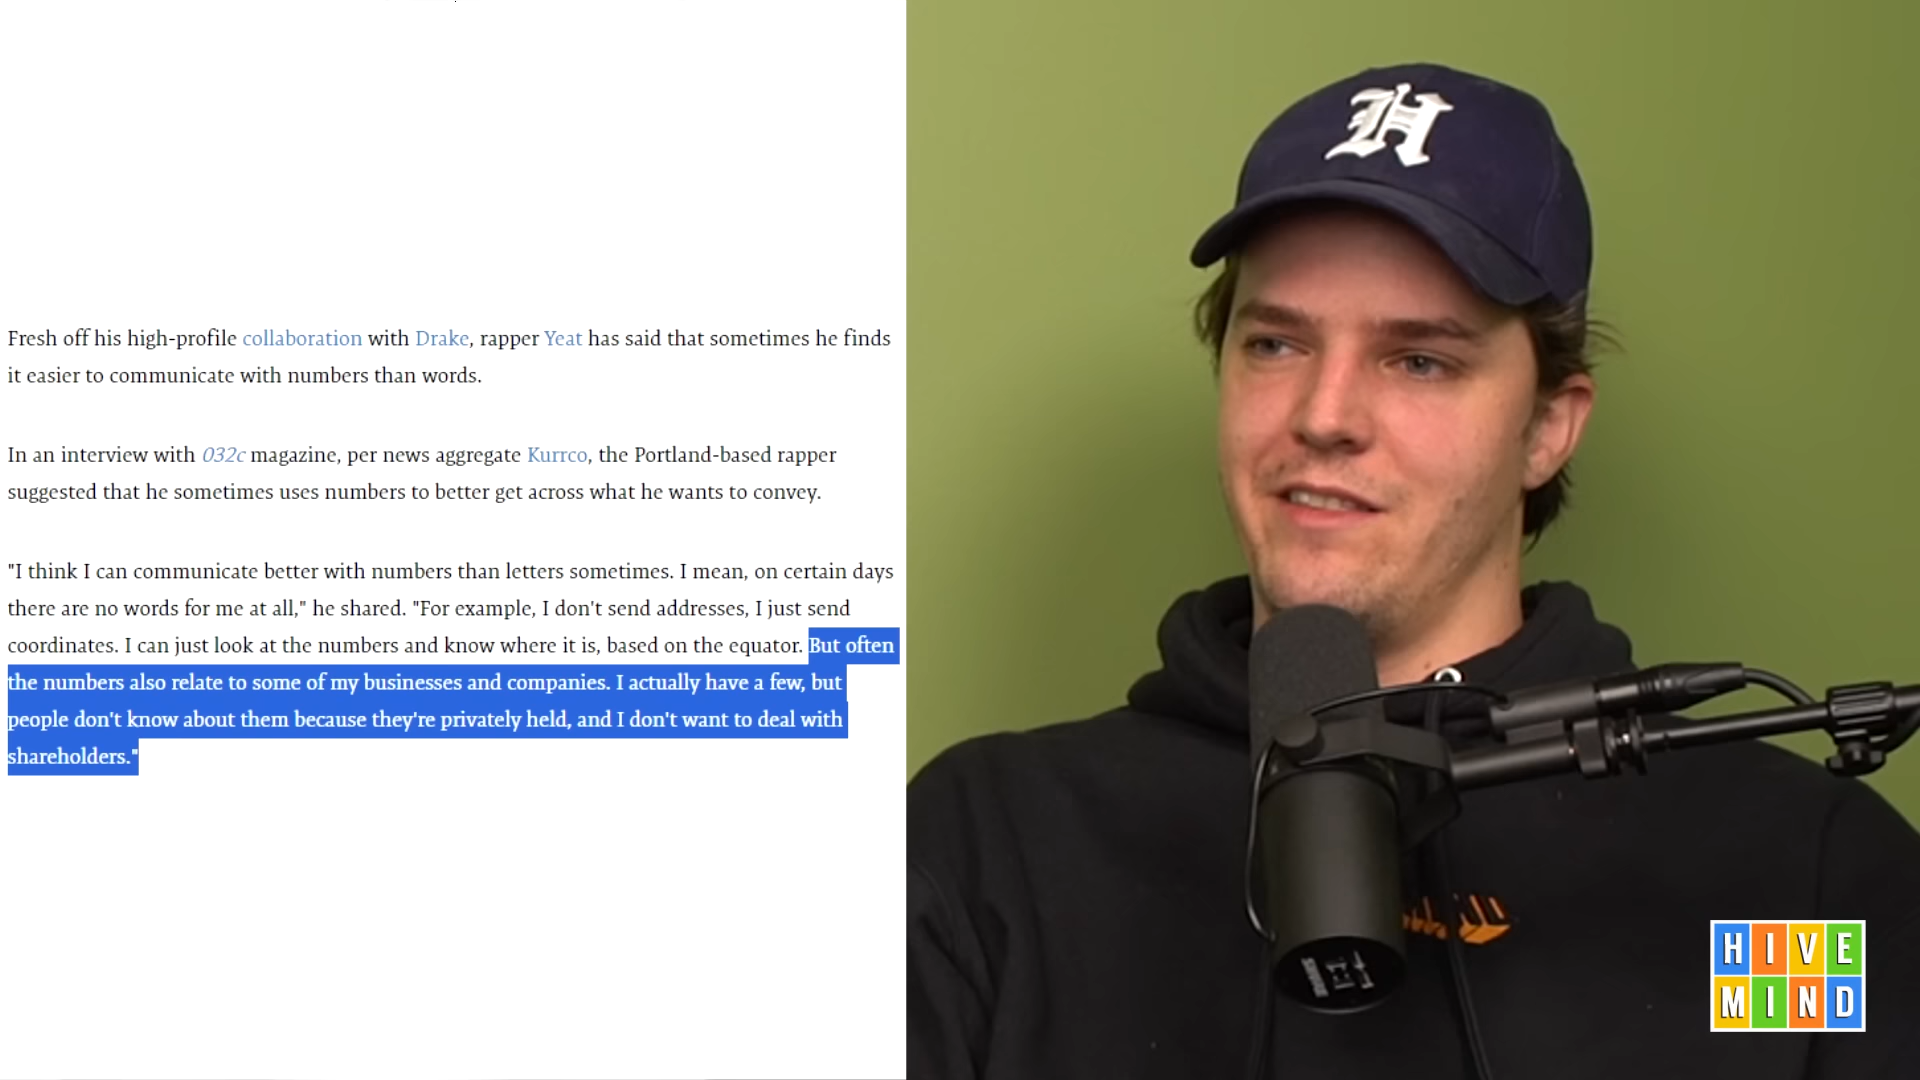 Fresh off his high-profile collaboration with Drake, rapper Yeat has said that sometimes he finds
it easier to communicate with numbers than words.
In an interview with 032c magazine, per news aggregate Kurrco, the Portland-based rapper
suggested that he sometimes uses numbers to better get across what he wants to convey.
"I think I can communicate better with numbers than letters sometimes. I mean, on certain days
there are no words for me at all," he shared. "For example, I don't send addresses, I just send
coordinates. I can just look at the numbers and know where it is, based on the equator. But often
the numbers also relate to some of my businesses and companies. I actually have a few, but
people don't know about them because they're privately held, and I don't want to deal with
shareholders."
H
HIVE
MIND